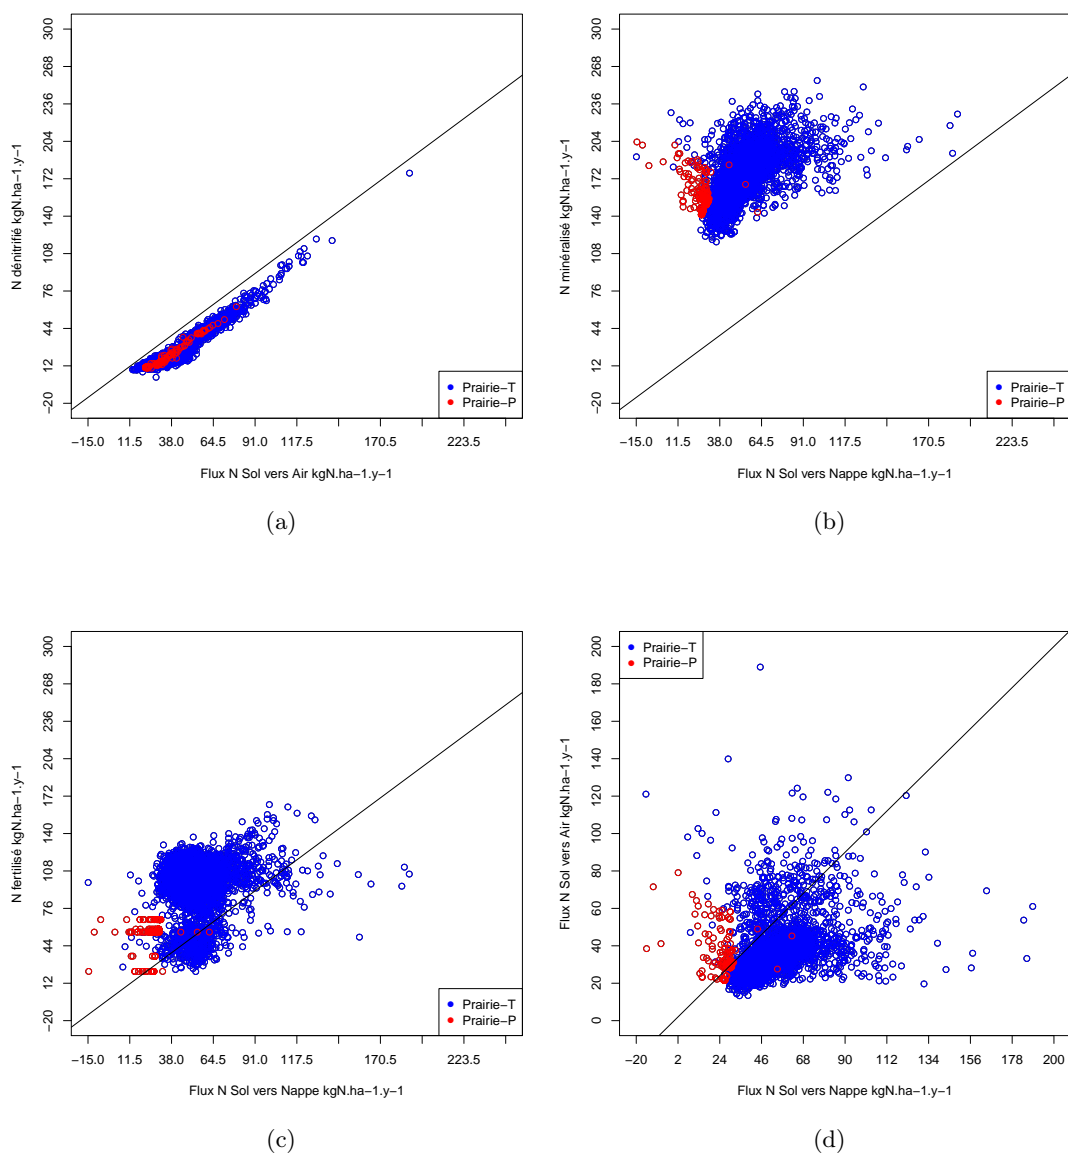 300
268
236
204
172
140
108
76
44
12
−20
N dénitrifié kgN.ha−1.y−1
Prairie−T
Prairie−P
−15.0 11.5 38.0 64.5 91.0 117.5 170.5 223.5
Flux N Sol vers Air kgN.ha−1.y−1
(a)
300
268
236
204
172
140
108
76
44
12
−20
N minéralisé kgN.ha−1.y−1
Prairie−T
Prairie−P
−15.0 11.5 38.0 64.5 91.0 117.5 170.5 223.5
Flux N Sol vers Nappe kgN.ha−1.y−1
(b)
300
268
236
204
172
140
108
76
44
12
−20
N fertilisé kgN.ha−1.y−1
Prairie−T
Prairie−P
−15.0 11.5 38.0 64.5 91.0 117.5 170.5 223.5
Flux N Sol vers Nappe kgN.ha−1.y−1
(c)
Prairie−T
Prairie−P
200
180
160
140
120
100
80
60
40
20
0
Flux N Sol vers Air kgN.ha−1.y−1
−20 2 24 46 68 90 112 134 156 178 200
Flux N Sol vers Nappe kgN.ha−1.y−1
(d)